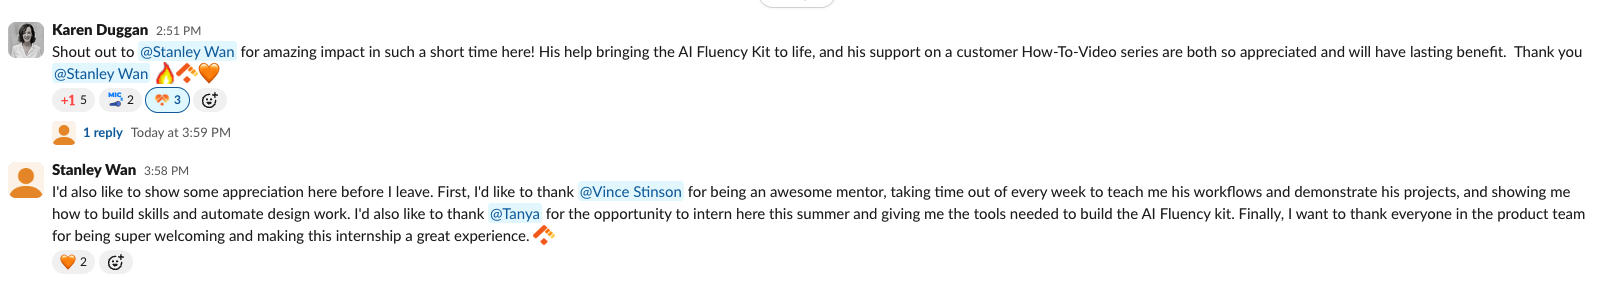 Karen Duggan 2:51 PM
Shout out to @Stanley Wan for amazing impact in such a short time here! His help bringing the AI Fluency Kit to life, and his support on a customer How-To-Video series are both so appreciated and will have lasting benefit. Thank you
@Stanley Wan
+1 5 MIC 2 3
1 reply Today at 3:59 PM
Stanley Wan 3:58 PM
I'd also like to show some appreciation here before I leave. First, I'd like to thank @Vince Stinson for being an awesome mentor, taking time out of every week to teach me his workflows and demonstrate his projects, and showing me
how to build skills and automate design work. I'd also like to thank @Tanya for the opportunity to intern here this summer and giving me the tools needed to build the AI Fluency kit. Finally, I want to thank everyone in the product team
for being super welcoming and making this internship a great experience.
2